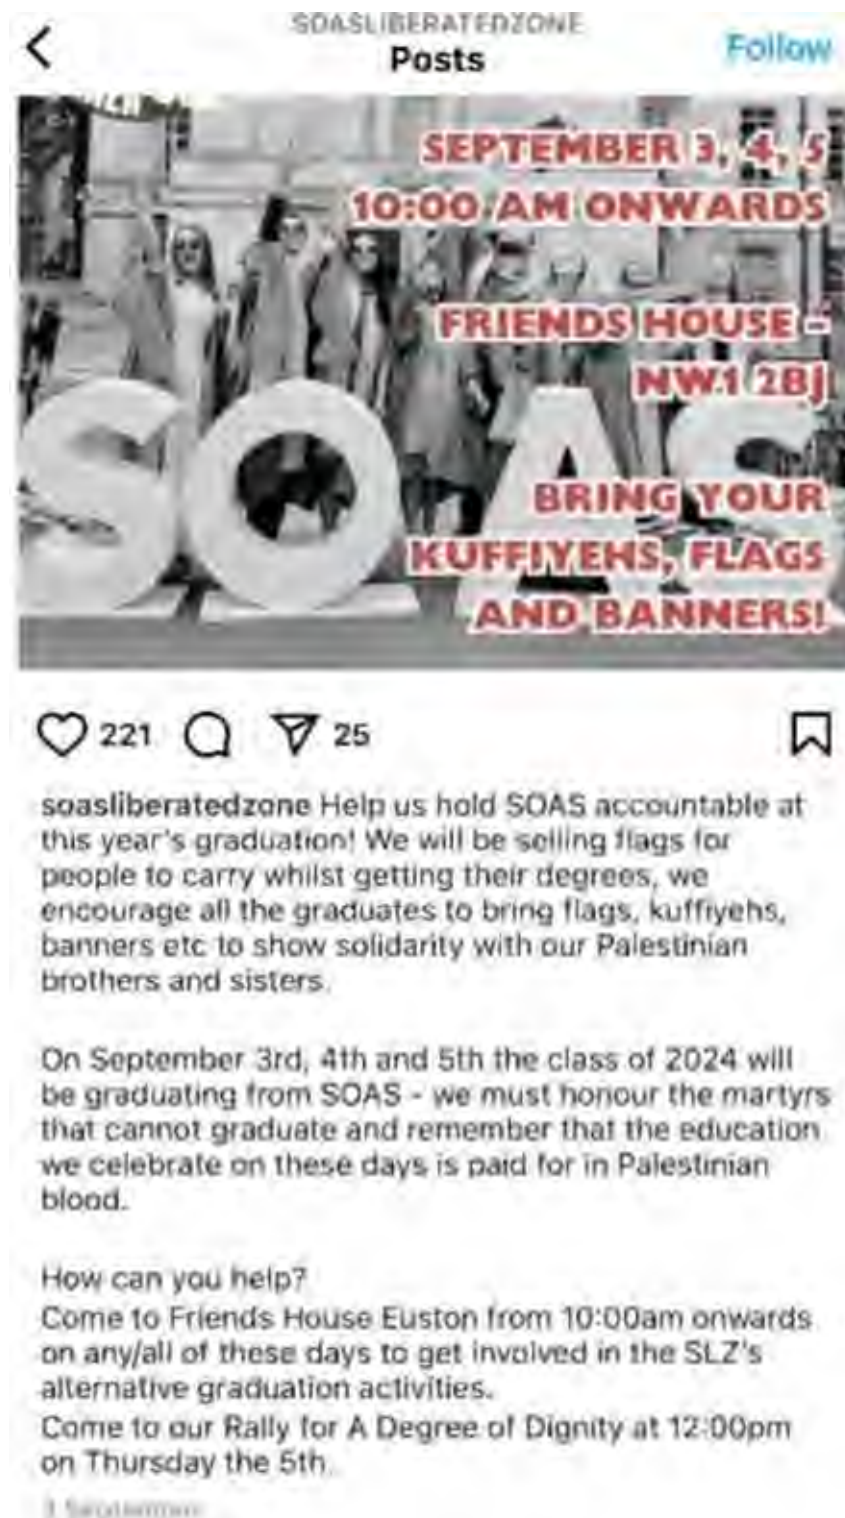 SOASLIBERATEDZONE
Posts
Follow
SEPTEMBER 3, 4, 5
10:00 AM ONWARDS
FRIENDS HOUSE -
NW1 2BJ
BRING YOUR
KUFFIYEHS, FLAGS
AND BANNERS!
SOAS
221 25
soasliberatedzone Help us hold SOAS accountable at
this year's graduation! We will be selling flags for
people to carry whilst getting their degrees, we
encourage all the graduates to bring flags, kuffiyehs,
banners etc to show solidarity with our Palestinian
brothers and sisters.
On September 3rd, 4th and 5th the class of 2024 will
be graduating from SOAS - we must honour the martyrs
that cannot graduate and remember that the education
we celebrate on these days is paid for in Palestinian
blood.
How can you help?
Come to Friends House Euston from 10:00am onwards
on any/all of these days to get involved in the SLZ's
alternative graduation activities.
Come to our Rally for A Degree of Dignity at 12:00pm
on Thursday the 5th.
September